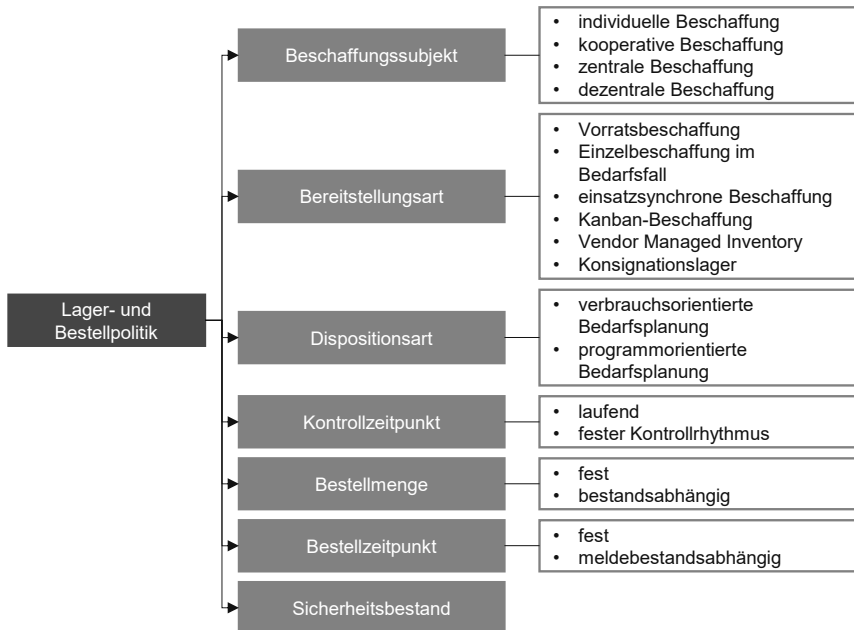 Beschaffungssubjekt
• individuelle Beschaffung
• kooperative Beschaffung
• zentrale Beschaffung
• dezentrale Beschaffung
Bereitstellungsart
• Vorratsbeschaffung
• Einzelbeschaffung im
Bedarfsfall
• einsatzsynchrone Beschaffung
• Kanban-Beschaffung
• Vendor Managed Inventory
• Konsignationslager
Lager- und
Bestellpolitik
Dispositionsart
• verbrauchsorientierte
Bedarfsplanung
• programmorientierte
Bedarfsplanung
Kontrollzeitpunkt
• laufend
• fester Kontrollrhythmus
Bestellmenge
• fest
• bestandsabhängig
Bestellzeitpunkt
• fest
• meldebestandsabhängig
Sicherheitsbestand